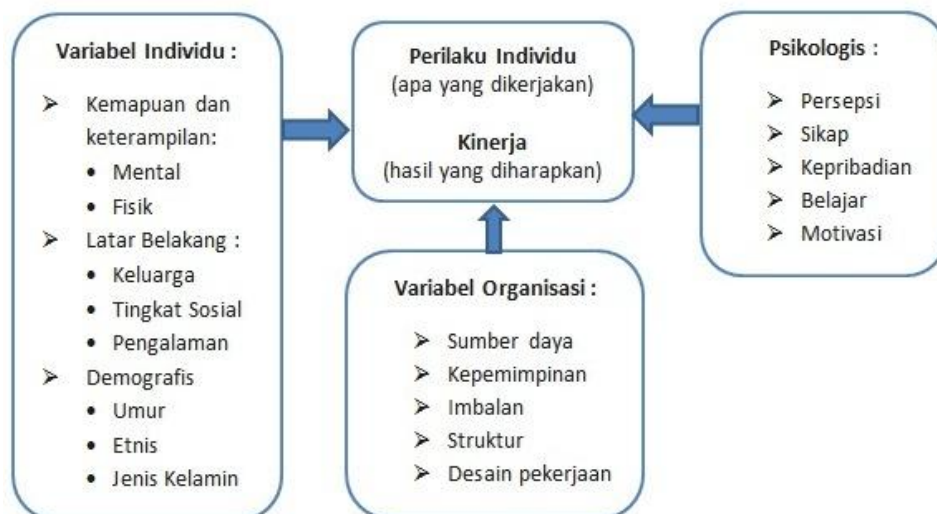 Variabel Individu :
➤ Kemapuan dan
keterampilan:
• Mental
• Fisik
➤ Latar Belakang :
• Keluarga
• Tingkat Sosial
• Pengalaman
➤ Demografis
• Umur
• Etnis
• Jenis Kelamin
Perilaku Individu
(apa yang dikerjakan)
Kinerja
(hasil yang diharapkan)
Variabel Organisasi :
➤ Sumber daya
➤ Kepemimpinan
➤ Imbalan
➤ Struktur
➤ Desain pekerjaan
Psikologis :
➤ Persepsi
➤ Sikap
➤ Kepribadian
➤ Belajar
➤ Motivasi